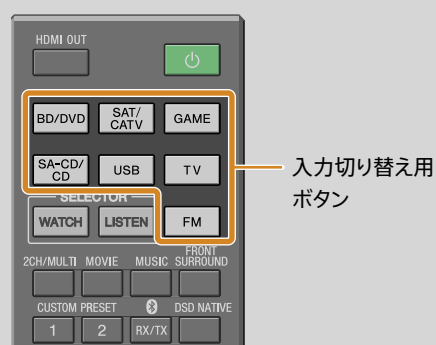 HDMI OUT
BD/DVD
SAT/
CATV
GAME
SA-CD/
CD
USB
TV
入力切り替え用
ボタン
SELECTOR
WATCH
LISTEN
FM
2CH/MULTI
MOVIE
MUSIC
FRONT
SURROUND
CUSTOM PRESET
DSD NATIVE
1
2
RX/TX